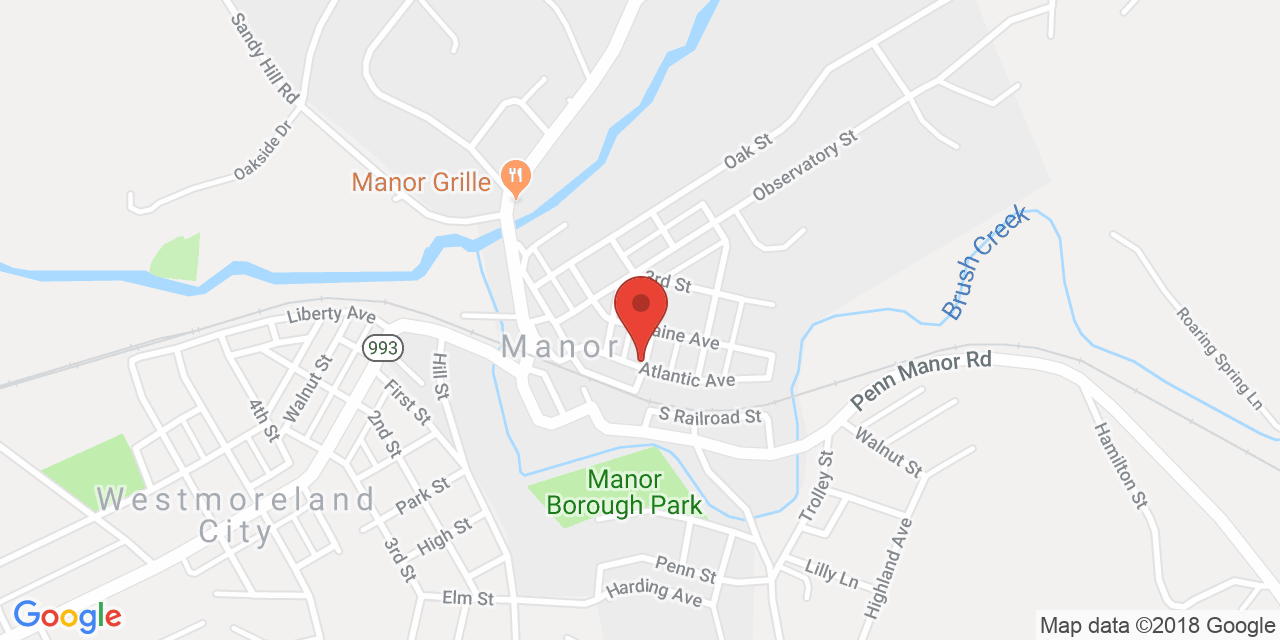 Sandy Hill Rd
Oakside Dr
Oak St
Observatory St
Manor Grille
Brush Creek
3rd St
Liberty Ave
993
aine Ave
Manor
Atlantic Ave
Penn Manor Rd
Roaring Spring Ln
Hill St
Walnut St
First St
4th St
2nd St
S Railroad St
Walnut St
Hamilton St
Manor
Borough Park
Westmoreland
City
Park St
High St
3rd St
Trolley St
Highland Ave
Penn St
Lilly Ln
Harding Ave
Elm St
Google
Map data ©2018 Google